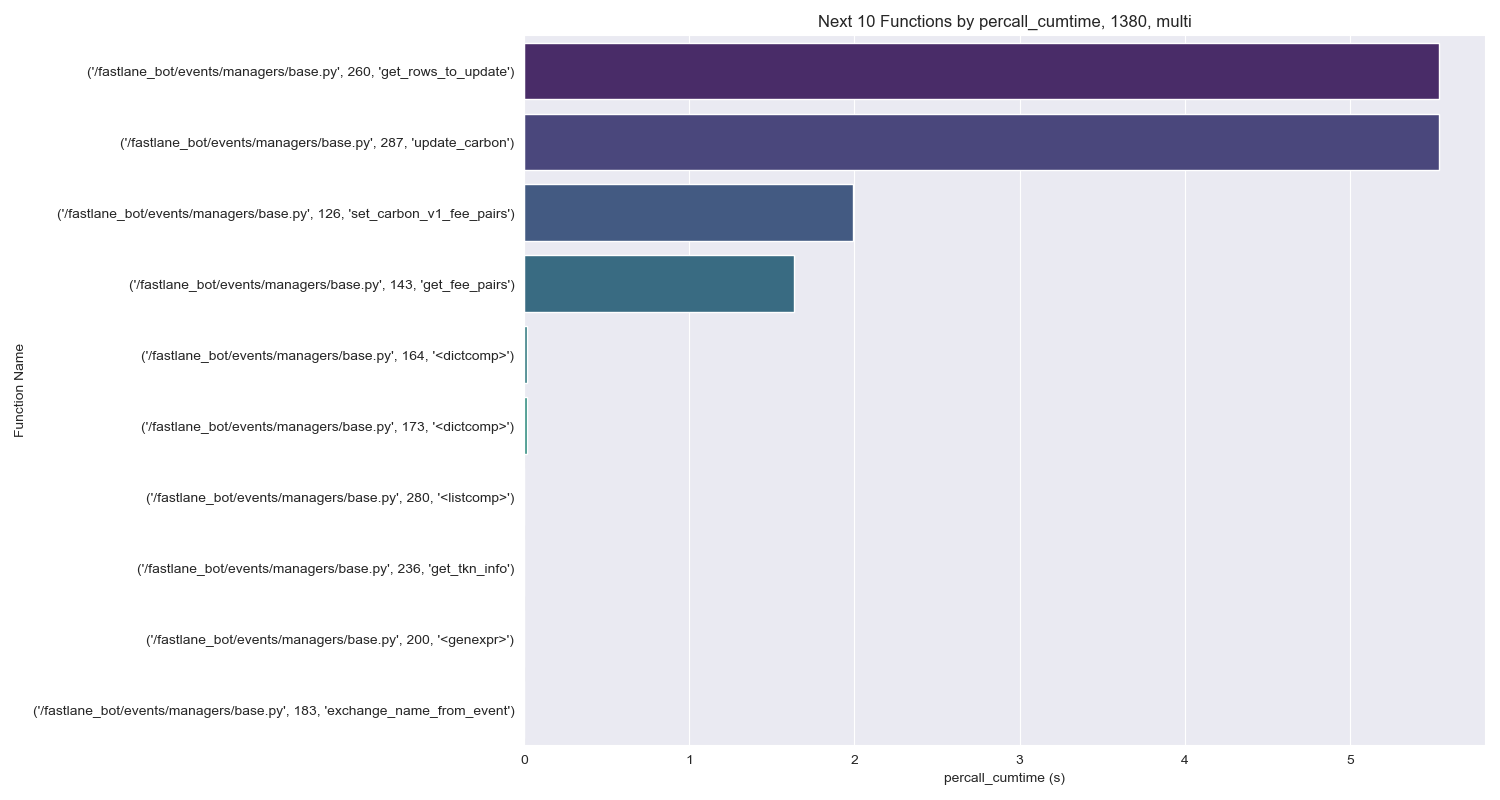 Next 10 Functions by percall_cumtime, 1380, multi
Function Name
('/fastlane_bot/events/managers/base.py', 260, 'get_rows_to_update')
('/fastlane_bot/events/managers/base.py', 287, 'update_carbon')
('/fastlane_bot/events/managers/base.py', 126, 'set_carbon_v1_fee_pairs')
('/fastlane_bot/events/managers/base.py', 143, 'get_fee_pairs')
('/fastlane_bot/events/managers/base.py', 164, '<dictcomp>')
('/fastlane_bot/events/managers/base.py', 173, '<dictcomp>')
('/fastlane_bot/events/managers/base.py', 280, '<listcomp>')
('/fastlane_bot/events/managers/base.py', 236, 'get_tkn_info')
('/fastlane_bot/events/managers/base.py', 200, '<genexpr>')
('/fastlane_bot/events/managers/base.py', 183, 'exchange_name_from_event')
0 1 2 3 4 5
percall_cumtime (s)